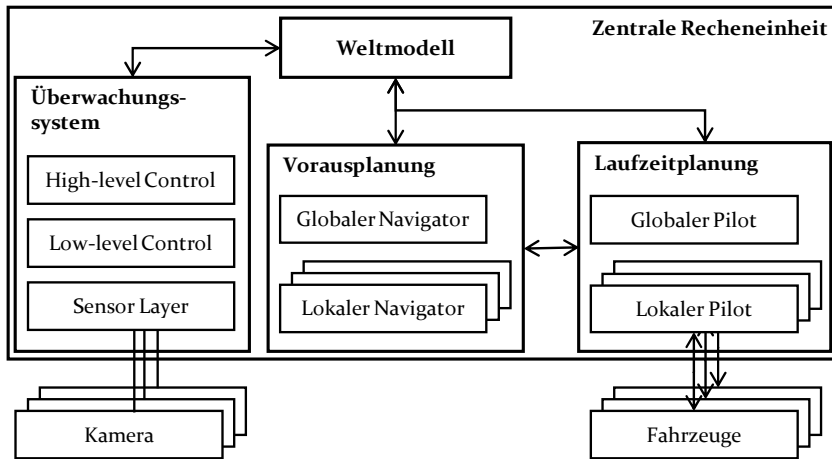 Zentrale Recheneinheit
Weltmodell
Überwachungs-
system
High-level Control
Low-level Control
Sensor Layer
Vorausplanung
Globaler Navigator
Lokaler Navigator
Laufzeitplanung
Globaler Pilot
Lokaler Pilot
Kamera
Fahrzeuge